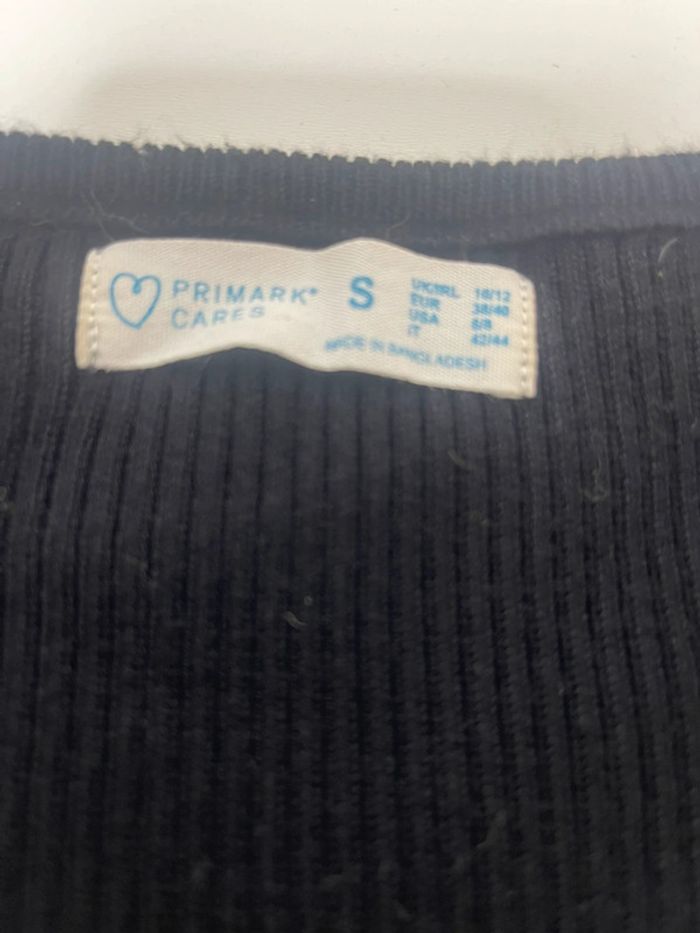 PRIMARK®
CARES
S
UK/IRL 10/12
EUR 38/40
USA 6/8
IT 42/44
MADE IN BANGLADESH